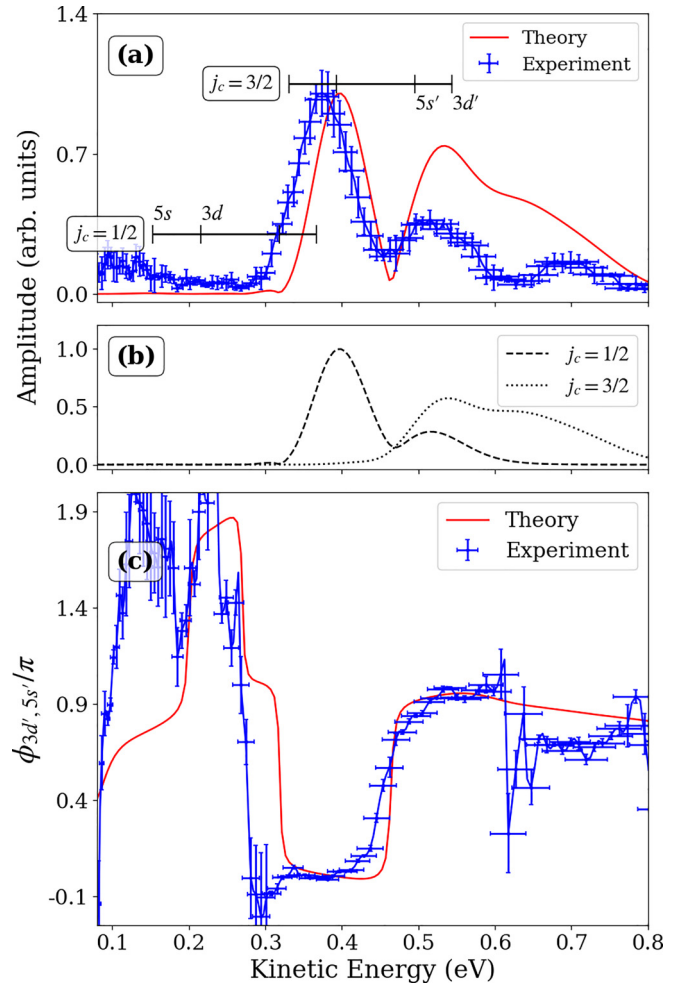 1.4
(a)
Theory
Experiment
j_c = 3/2
5s′ 3d′
0.7
5s 3d
j_c = 1/2
0.0
Amplitude (arb. units)
(b)
1.0
0.5
0.0
j_c = 1/2
j_c = 3/2
(c)
Theory
Experiment
1.9
1.4
0.9
0.4
-0.1
ϕ_{3d′, 5s′}/π
0.1 0.2 0.3 0.4 0.5 0.6 0.7 0.8
Kinetic Energy (eV)